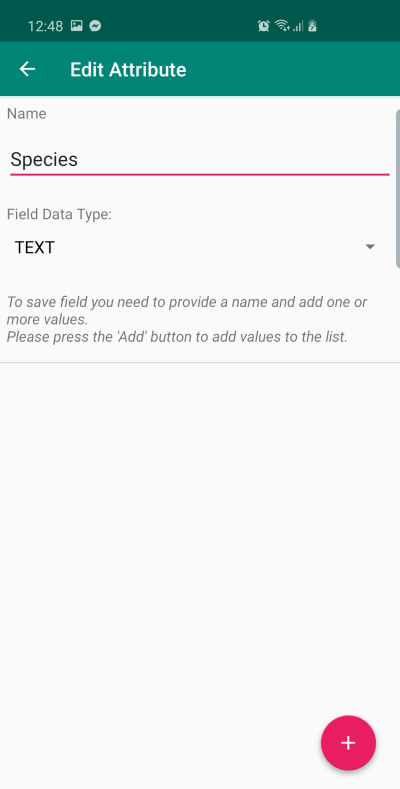 12:48
Edit Attribute
Name
Species
Field Data Type:
TEXT
To save field you need to provide a name and add one or
more values.
Please press the 'Add' button to add values to the list.